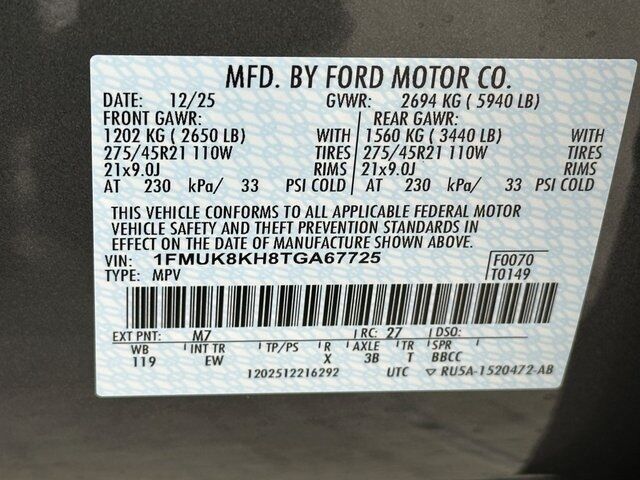 MFD. BY FORD MOTOR CO.
DATE: 12/25 GVWR: 2694 KG ( 5940 LB)
FRONT GAWR: REAR GAWR:
1202 KG ( 2650 LB) WITH 1560 KG ( 3440 LB) WITH
275/45R21 110W TIRES 275/45R21 110W TIRES
21x9.0J RIMS 21x9.0J RIMS
AT 230 kPa/ 33 PSI COLD AT 230 kPa/ 33 PSI COLD
THIS VEHICLE CONFORMS TO ALL APPLICABLE FEDERAL MOTOR
VEHICLE SAFETY AND THEFT PREVENTION STANDARDS IN
EFFECT ON THE DATE OF MANUFACTURE SHOWN ABOVE.
VIN: 1FMUK8KH8TGA67725 F0070
TYPE: MPV T0149
EXT PNT: M7 RC: 27 DSO:
WB INT TR TP/PS R AXLE TR SPR
119 EW X 3B T BBCC
1202512216292 UTC ▽ RU5A-1520472-AB